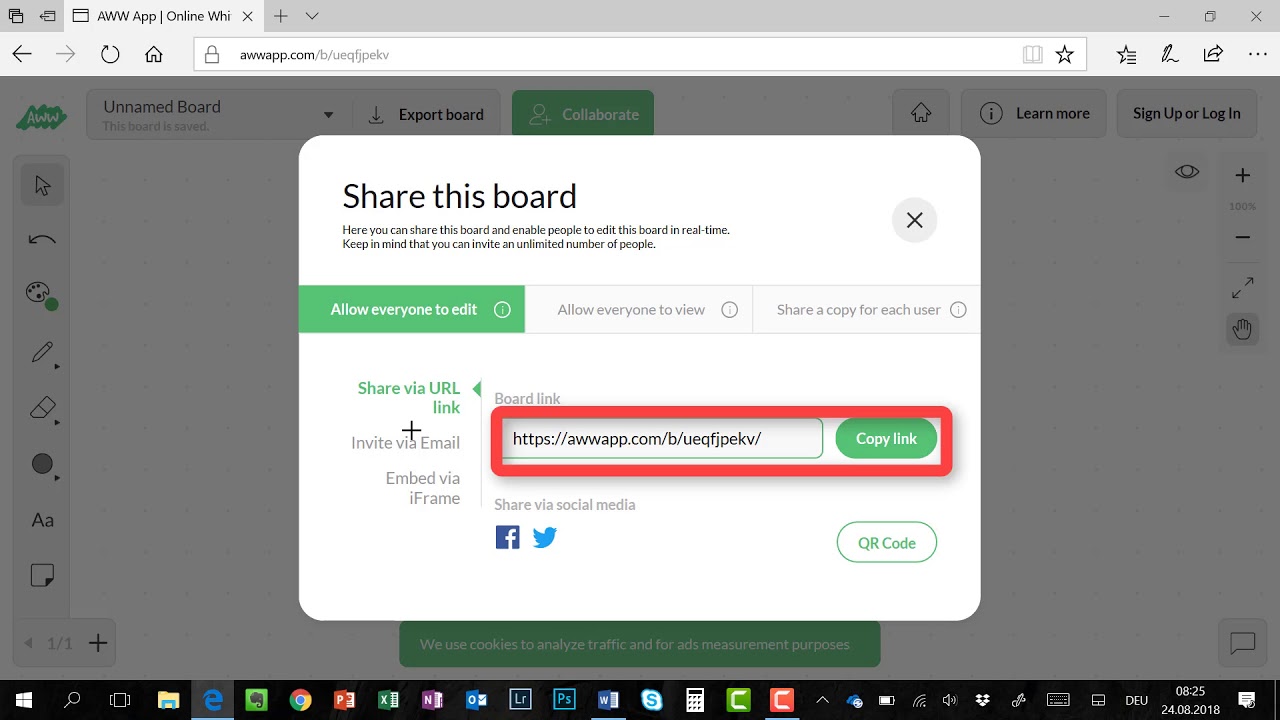 AWW App | Online Whi
awwapp.com/b/ueqfjpekv
AWW
Unnamed Board
This board is saved.
Export board
Collaborate
Learn more
Sign Up or Log In
Share this board
Here you can share this board and enable people to edit this board in real-time.
Keep in mind that you can invite an unlimited number of people.
100%
Allow everyone to edit
Allow everyone to view
Share a copy for each user
Share via URL
link
Invite via Email
Embed via
iFrame
Board link
https://awwapp.com/b/ueqfjpekv/
Copy link
Share via social media
QR Code
Aa
1/1
We use cookies to analyze traffic and for ads measurement purposes
DEU
08:25
24.08.2018